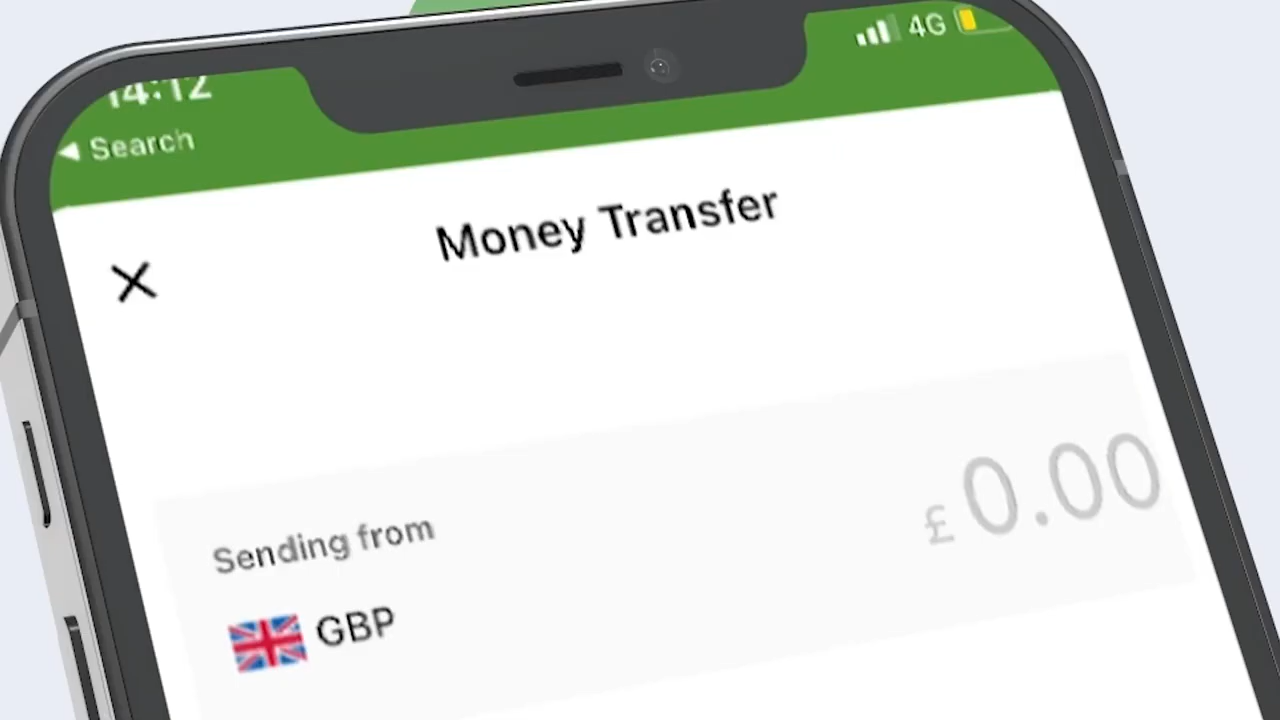 14:12
4G
Search
Money Transfer
£ 0.00
Sending from
GBP